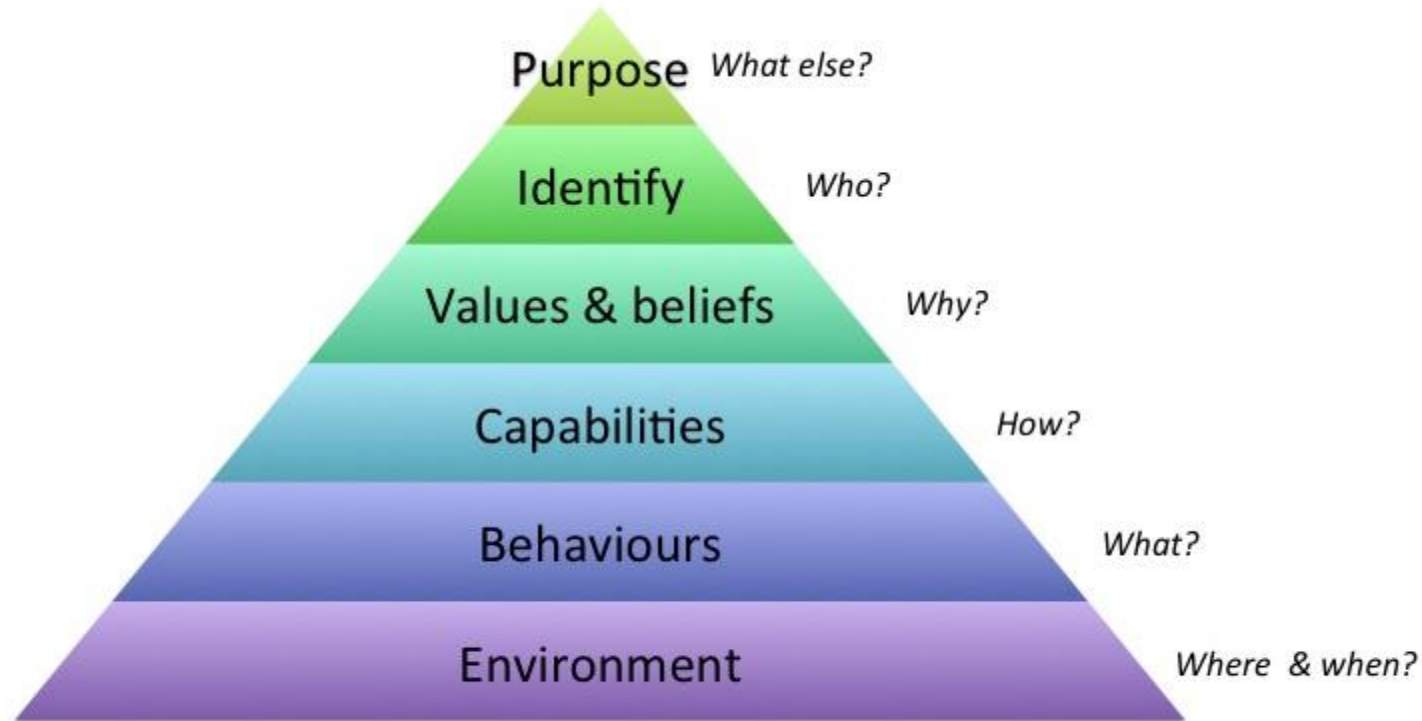 Purpose What else?
Identify Who?
Values & beliefs Why?
Capabilities How?
Behaviours What?
Environment Where & when?